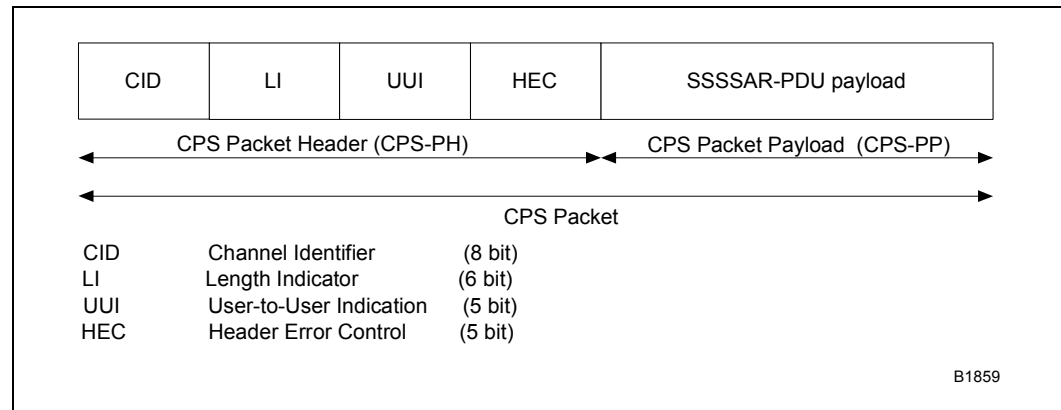 CID LI UUI HEC SSSSAR-PDU payload
CPS Packet Header (CPS-PH) CPS Packet Payload (CPS-PP)
CPS Packet
CID Channel Identifier (8 bit)
LI Length Indicator (6 bit)
UUI User-to-User Indication (5 bit)
HEC Header Error Control (5 bit)
B1859